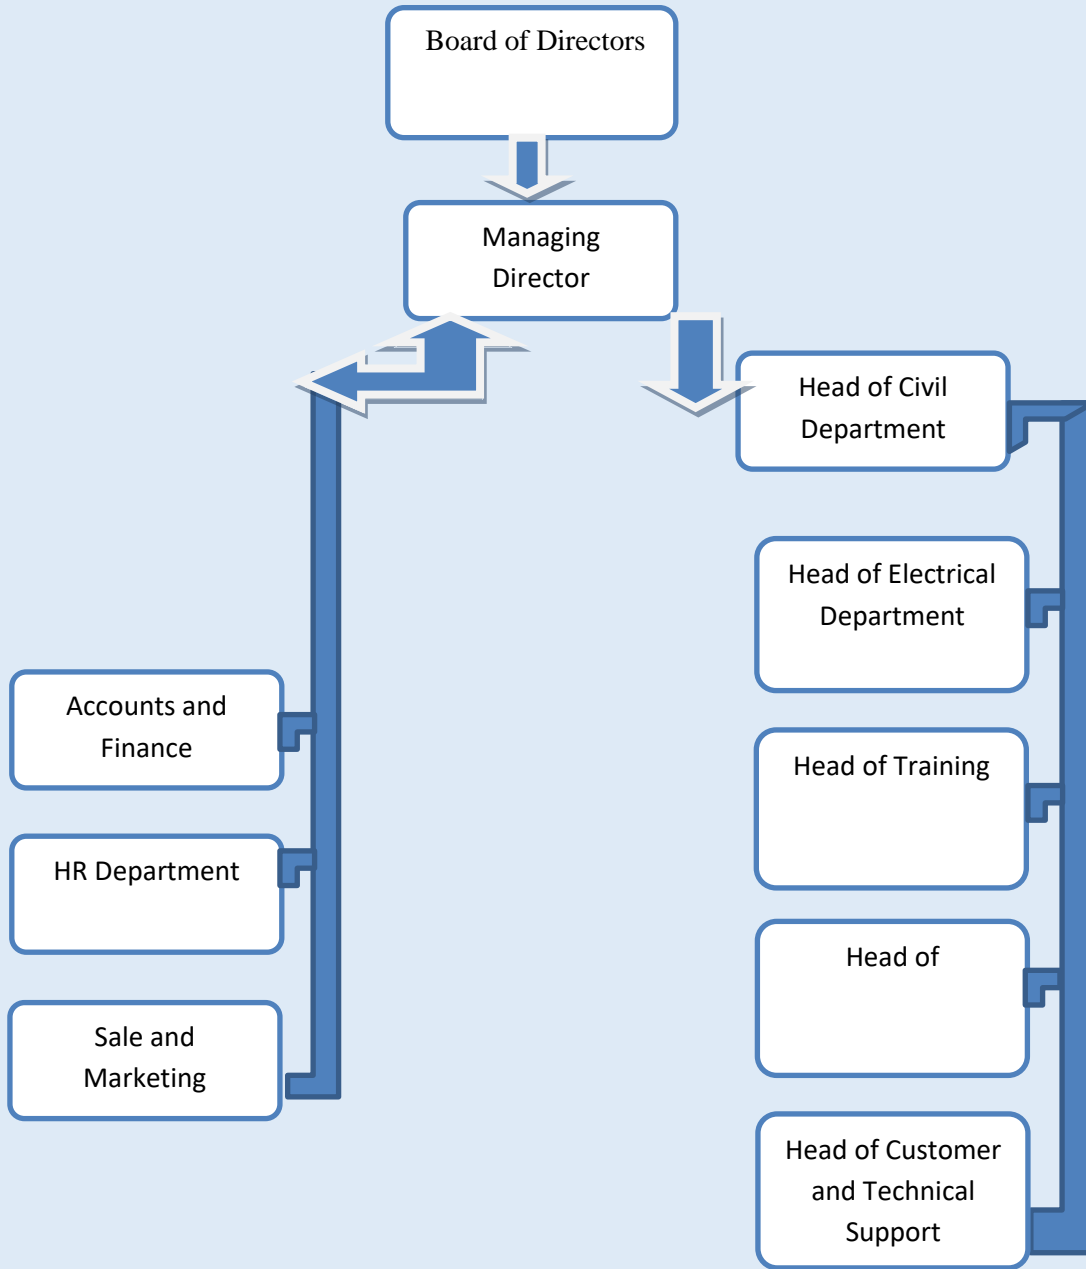 Board of Directors
Managing
Director
Head of Civil
Department
Head of Electrical
Department
Accounts and
Finance
Head of Training
HR Department
Head of
Sale and
Marketing
Head of Customer
and Technical
Support